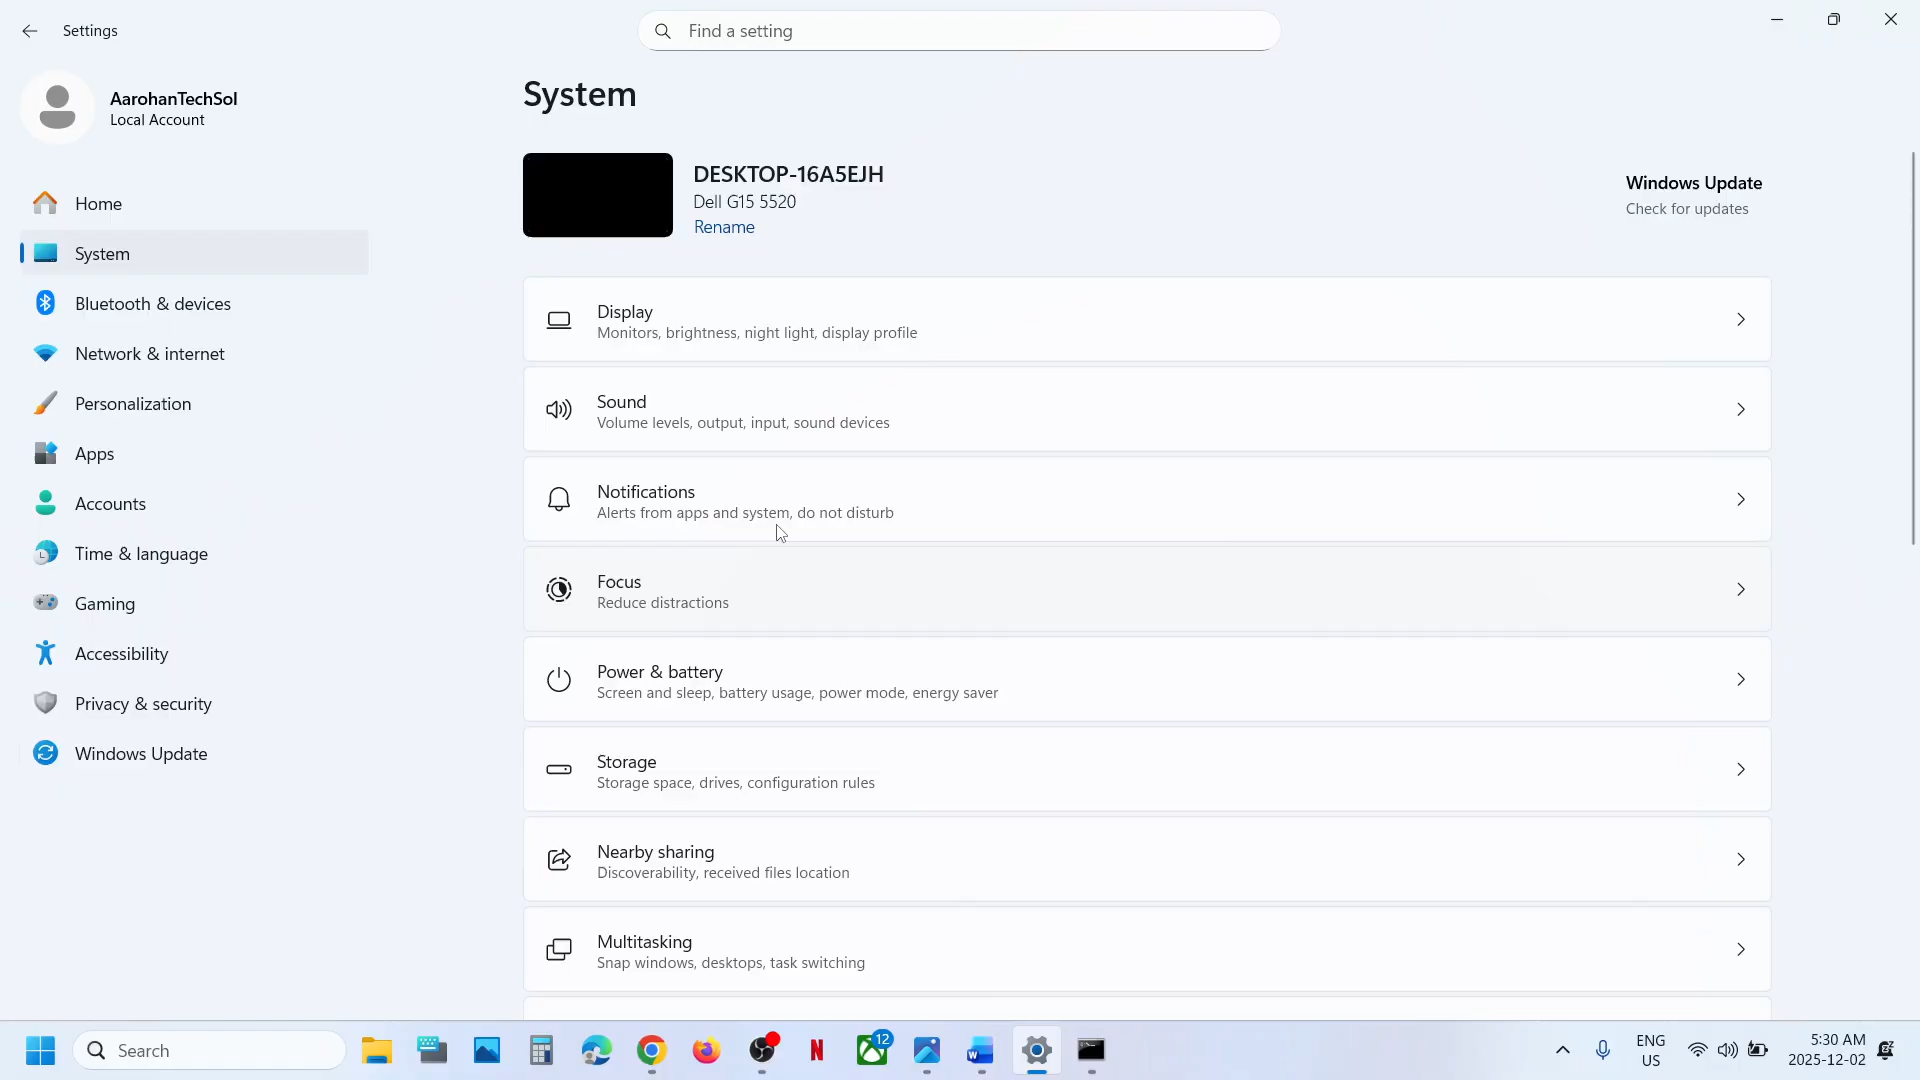 Settings
Find a setting
AarohanTechSol
Local Account
Home
System
Bluetooth & devices
Network & internet
Personalization
Apps
Accounts
Time & language
Gaming
Accessibility
Privacy & security
Windows Update
System
DESKTOP-16A5EJH
Dell G15 5520
Rename
Windows Update
Check for updates
Display
Monitors, brightness, night light, display profile
Sound
Volume levels, output, input, sound devices
Notifications
Alerts from apps and system, do not disturb
Focus
Reduce distractions
Power & battery
Screen and sleep, battery usage, power mode, energy saver
Storage
Storage space, drives, configuration rules
Nearby sharing
Discoverability, received files location
Multitasking
Snap windows, desktops, task switching
Search
N
12
W
ENG
US
5:30 AM
2025-12-02